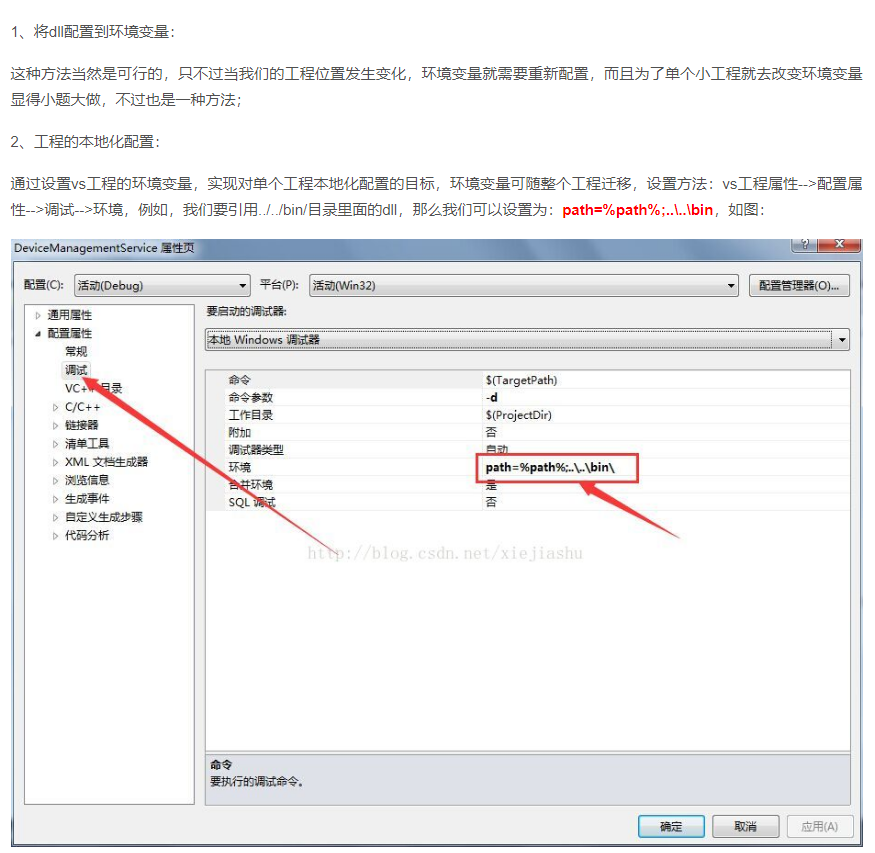 1、将dll配置到环境变量：
这种方法当然是可行的，只不过当我们的工程位置发生变化，环境变量就需要重新配置，而且为了单个小工程就去改变环境变量
显得小题大做，不过也是一种方法；
2、工程的本地化配置：
通过设置vs工程的环境变量，实现对单个工程本地化配置的目标，环境变量可随整个工程迁移，设置方法：vs工程属性-->配置属
性-->调试-->环境，例如，我们要引用../../bin/目录里面的dll，那么我们可以设置为：path=%path%;..\..\bin，如图：
DeviceManagementService 属性页
配置(C): 活动(Debug) 平台(P): 活动(Win32) 配置管理器(O)...
通用属性
配置属性
常规
调试
VC++ 目录
C/C++
链接器
清单工具
XML 文档生成器
浏览信息
生成事件
自定义生成步骤
代码分析
要启动的调试器:
本地 Windows 调试器
命令 $(TargetPath)
命令参数 -d
工作目录 $(ProjectDir)
附加 否
调试器类型 自动
环境 path=%path%;..\..\bin\
合并环境 是
SQL 调试 否
http://blog.csdn.net/xiejiashu
命令
要执行的调试命令。
确定 取消 应用(A)